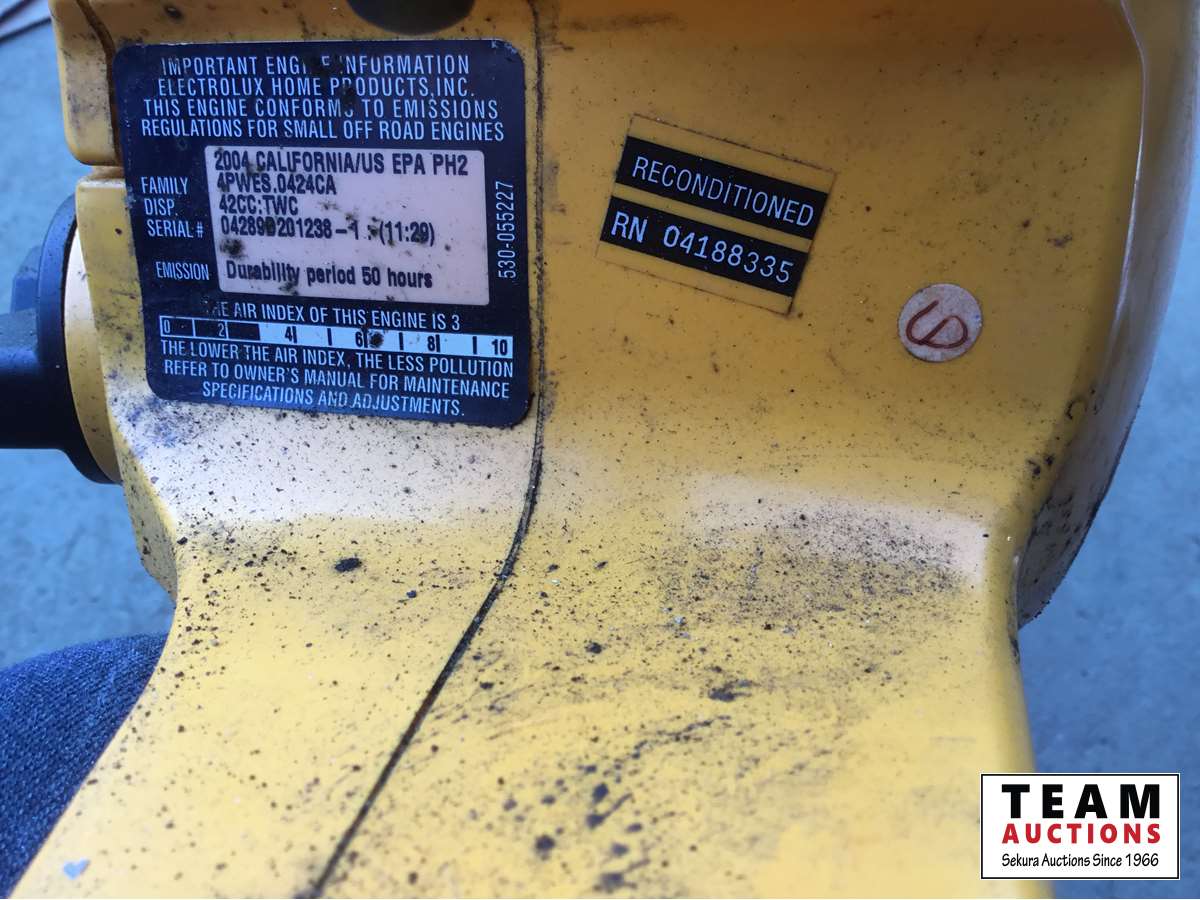 IMPORTANT ENGINE INFORMATION
ELECTROLUX HOME PRODUCTS, INC.
THIS ENGINE CONFORMS TO EMISSIONS
REGULATIONS FOR SMALL OFF ROAD ENGINES
2004 CALIFORNIA/US EPA PH2
FAMILY 4PWES.0424CA
DISP. 42CC:TWC
SERIAL # 04289D201238-1 (11:29)
EMISSION Durability period 50 hours
530-055227
THE AIR INDEX OF THIS ENGINE IS 3
0 2 4 6 8 10
THE LOWER THE AIR INDEX, THE LESS POLLUTION
REFER TO OWNER'S MANUAL FOR MAINTENANCE
SPECIFICATIONS AND ADJUSTMENTS.
RECONDITIONED
RN 04188335
TEAM
AUCTIONS
Sekura Auctions Since 1966